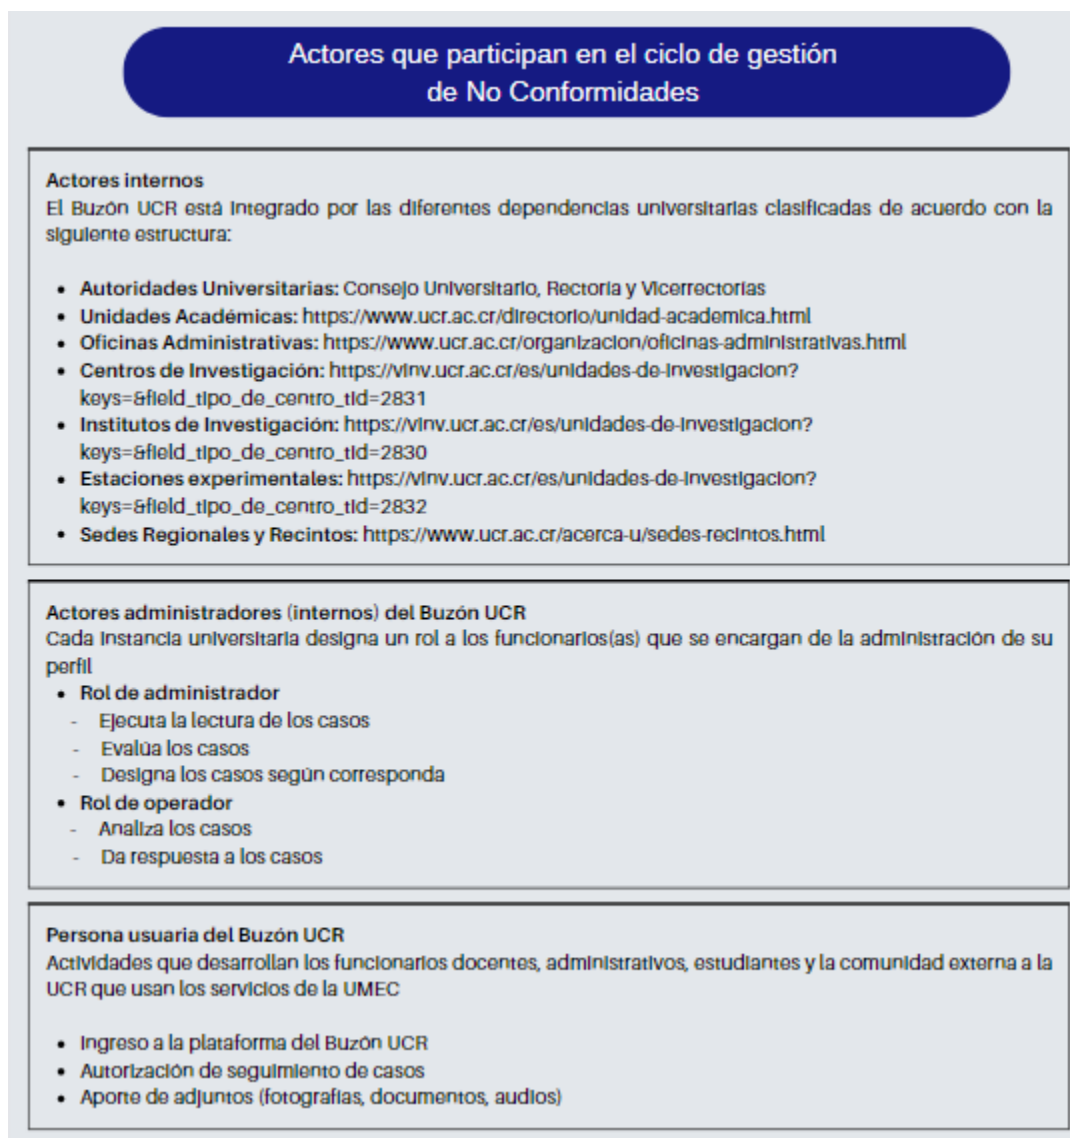 Actores que participan en el ciclo de gestión
de No Conformidades
Actores internos
El Buzón UCR está integrado por las diferentes dependencias universitarias clasificadas de acuerdo con la
siguiente estructura:
• Autoridades Universitarias: Consejo Universitario, Rectoría y Vicerrectorías
• Unidades Académicas: https://www.ucr.ac.cr/directorio/unidad-academica.html
• Oficinas Administrativas: https://www.ucr.ac.cr/organizacion/oficinas-administrativas.html
• Centros de Investigación: https://vinv.ucr.ac.cr/es/unidades-de-investigacion?
keys=&field_tipo_de_centro_tid=2831
• Institutos de Investigación: https://vinv.ucr.ac.cr/es/unidades-de-investigacion?
keys=&field_tipo_de_centro_tid=2830
• Estaciones experimentales: https://vinv.ucr.ac.cr/es/unidades-de-investigacion?
keys=&field_tipo_de_centro_tid=2832
• Sedes Regionales y Recintos: https://www.ucr.ac.cr/acerca-u/sedes-recintos.html
Actores administradores (internos) del Buzón UCR
Cada instancia universitaria designa un rol a los funcionarios(as) que se encargan de la administración de su
perfil
• Rol de administrador
- Ejecuta la lectura de los casos
- Evalúa los casos
- Designa los casos según corresponda
• Rol de operador
- Analiza los casos
- Da respuesta a los casos
Persona usuaria del Buzón UCR
Actividades que desarrollan los funcionarios docentes, administrativos, estudiantes y la comunidad externa a la
UCR que usan los servicios de la UMEC
• Ingreso a la plataforma del Buzón UCR
• Autorización de seguimiento de casos
• Aporte de adjuntos (fotografías, documentos, audios)